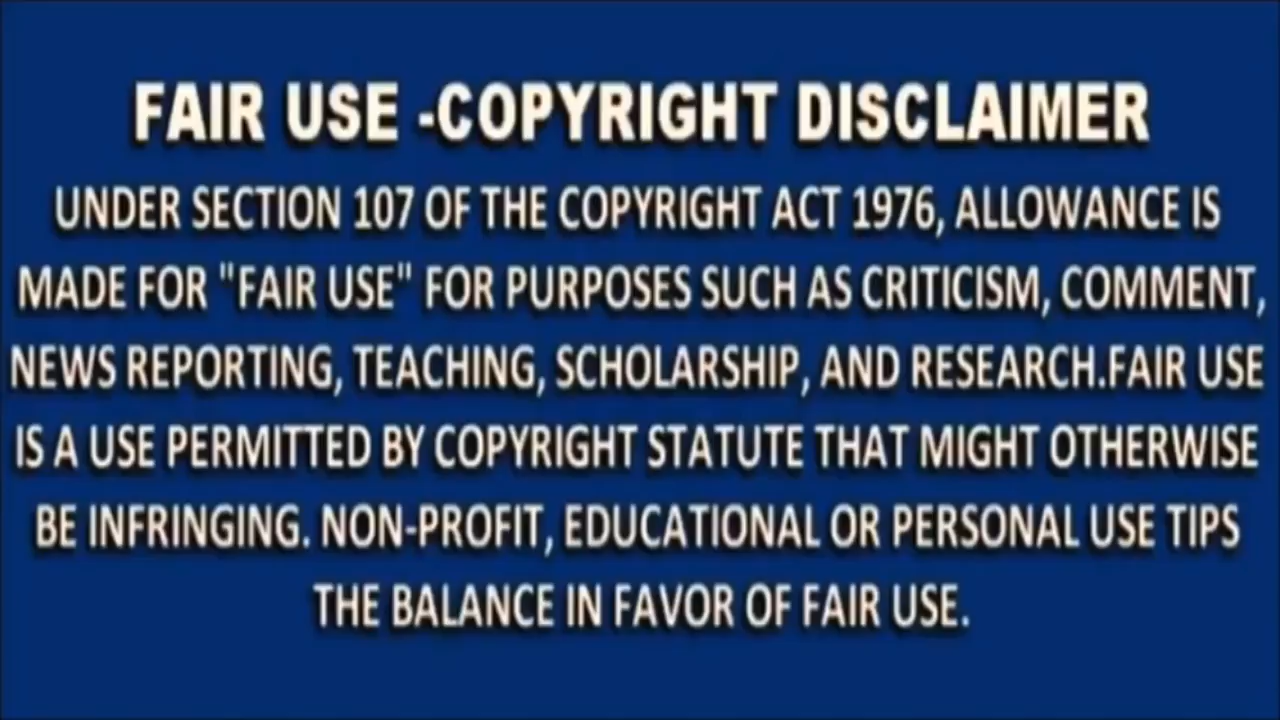 FAIR USE -COPYRIGHT DISCLAIMER
UNDER SECTION 107 OF THE COPYRIGHT ACT 1976, ALLOWANCE IS
MADE FOR "FAIR USE" FOR PURPOSES SUCH AS CRITICISM, COMMENT,
NEWS REPORTING, TEACHING, SCHOLARSHIP, AND RESEARCH.FAIR USE
IS A USE PERMITTED BY COPYRIGHT STATUTE THAT MIGHT OTHERWISE
BE INFRINGING. NON-PROFIT, EDUCATIONAL OR PERSONAL USE TIPS
THE BALANCE IN FAVOR OF FAIR USE.